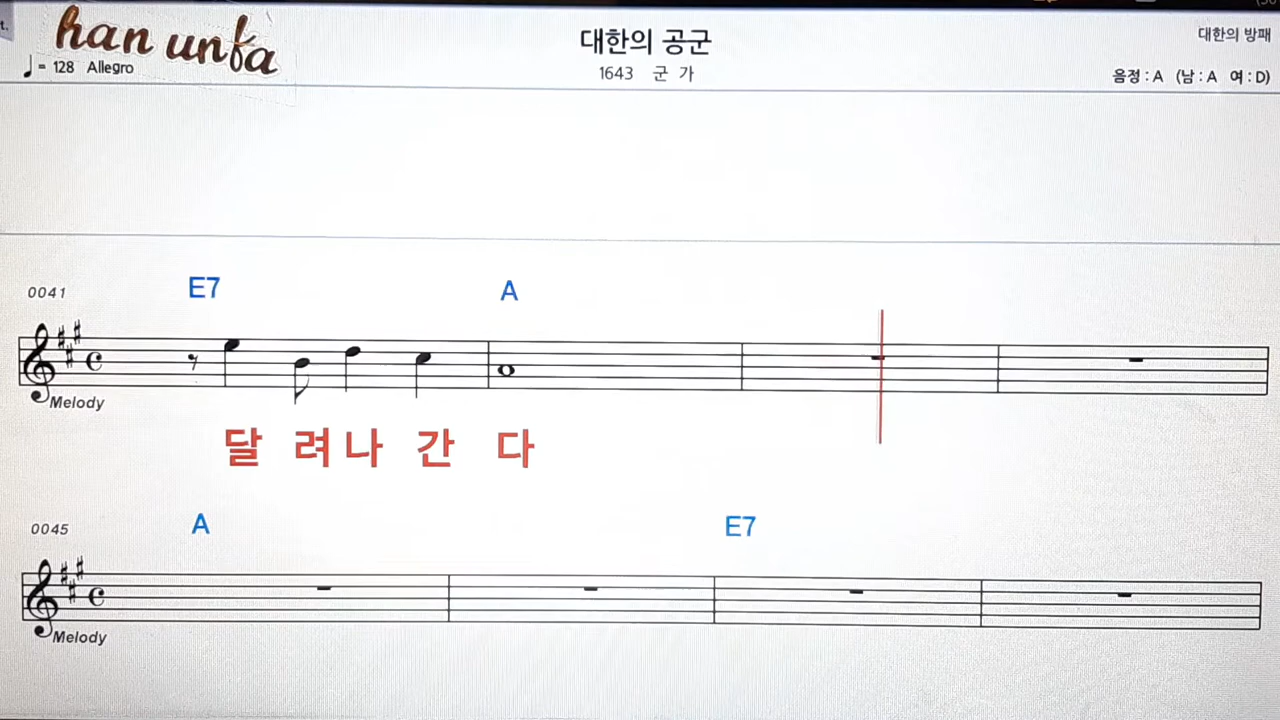 han unfa
대한의 공군
대한의 방패
♩= 128 Allegro
1643 군 가
음정 : A (남 : A 여 : D)
0041
E7 A
Melody
달 려나 간 다
0045
A E7
Melody